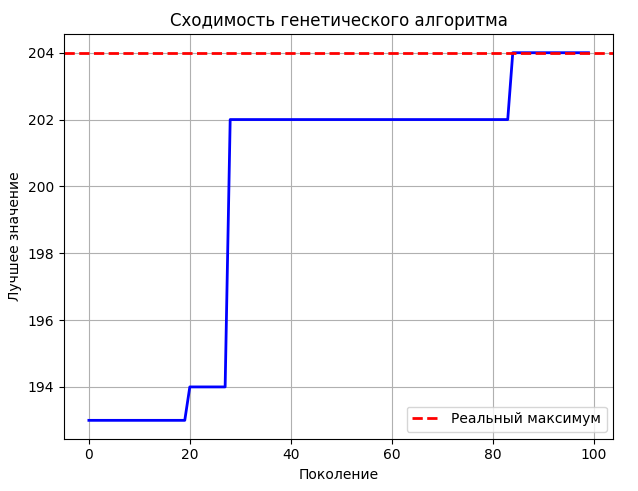 Сходимость генетического алгоритма
204
202
200
198
196
194
Лучшее значение
0 20 40 60 80 100
Поколение
Реальный максимум